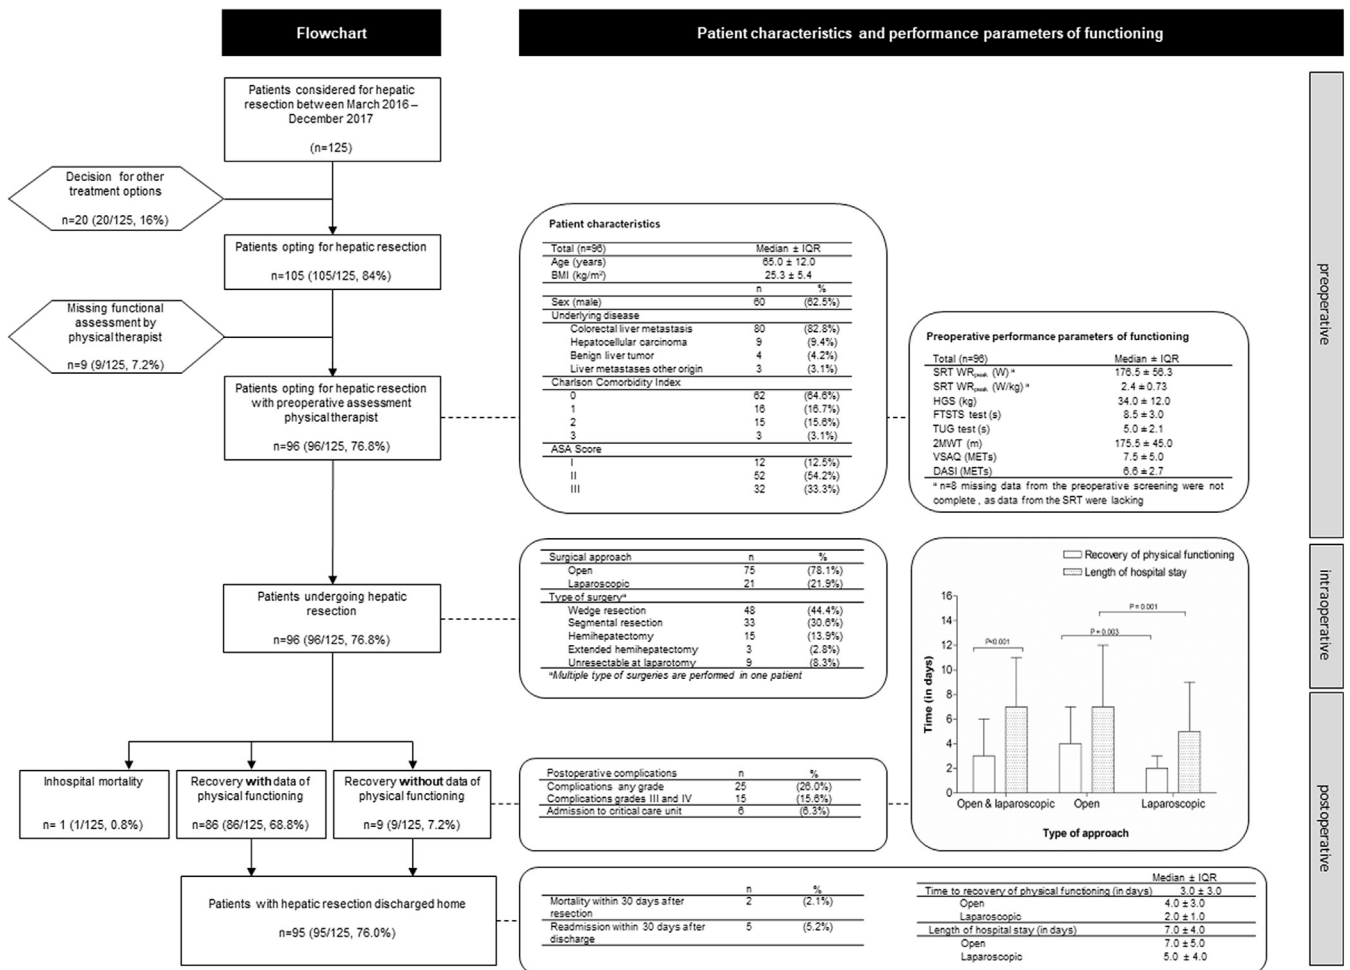 Flowchart
Patient characteristics and performance parameters of functioning
Patients considered for hepatic
resection between March 2016 –
December 2017
(n=125)
Decision for other
treatment options
n=20 (20/125, 16%)
Patients opting for hepatic resection
n=105 (105/125, 84%)
Missing functional
assessment by
physical therapist
n=9 (9/125, 7.2%)
Patients opting for hepatic resection
with preoperative assessment
physical therapist
n=96 (96/125, 76.8%)
Patients undergoing hepatic
resection
n=96 (96/125, 76.8%)
Inhospital mortality
n= 1 (1/125, 0.8%)
Recovery with data of
physical functioning
n=86 (86/125, 68.8%)
Recovery without data of
physical functioning
n=9 (9/125, 7.2%)
Patients with hepatic resection discharged home
n=95 (95/125, 76.0%)
Patient characteristics
Total (n=96) Median ± IQR
Age (years) 65.0 ± 12.0
BMI (kg/m²) 25.3 ± 5.4
n %
Sex (male) 60 (62.5%)
Underlying disease
Colorectal liver metastasis 80 (82.8%)
Hepatocellular carcinoma 9 (9.4%)
Benign liver tumor 4 (4.2%)
Liver metastases other origin 3 (3.1%)
Charlson Comorbidity Index
0 62 (64.6%)
1 16 (16.7%)
2 15 (15.6%)
3 3 (3.1%)
ASA Score
I 12 (12.5%)
II 52 (54.2%)
III 32 (33.3%)
Preoperative performance parameters of functioning
Total (n=96) Median ± IQR
SRT WRpeak (W) ᵃ 176.5 ± 56.3
SRT WRpeak (W/kg) ᵃ 2.4 ± 0.73
HGS (kg) 34.0 ± 12.0
FTSTS test (s) 8.5 ± 3.0
TUG test (s) 5.0 ± 2.1
2MWT (m) 175.5 ± 45.0
VSAQ (METs) 7.5 ± 5.0
DASI (METs) 6.6 ± 2.7
ᵃ n=8 missing data from the preoperative screening were not
complete , as data from the SRT were lacking
Surgical approach n %
Open 75 (78.1%)
Laparoscopic 21 (21.9%)
Type of surgeryᵃ
Wedge resection 48 (44.4%)
Segmental resection 33 (30.6%)
Hemihepatectomy 15 (13.9%)
Extended hemihepatectomy 3 (2.8%)
Unresectable at laparotomy 9 (8.3%)
ᵃMultiple type of surgeries are performed in one patient
Recovery of physical functioning
Length of hospital stay
Time (in days)
16
14
12
10
8
6
4
2
0
P<0.001
P = 0.003
P = 0.001
Open & laparoscopic Open Laparoscopic
Type of approach
Postoperative complications n %
Complications any grade 25 (26.0%)
Complications grades III and IV 15 (15.6%)
Admission to critical care unit 6 (6.3%)
n %
Mortality within 30 days after
resection 2 (2.1%)
Readmission within 30 days after
discharge 5 (5.2%)
Median ± IQR
Time to recovery of physical functioning (in days) 3.0 ± 3.0
Open 4.0 ± 3.0
Laparoscopic 2.0 ± 1.0
Length of hospital stay (in days) 7.0 ± 4.0
Open 7.0 ± 5.0
Laparoscopic 5.0 ± 4.0
preoperative
intraoperative
postoperative